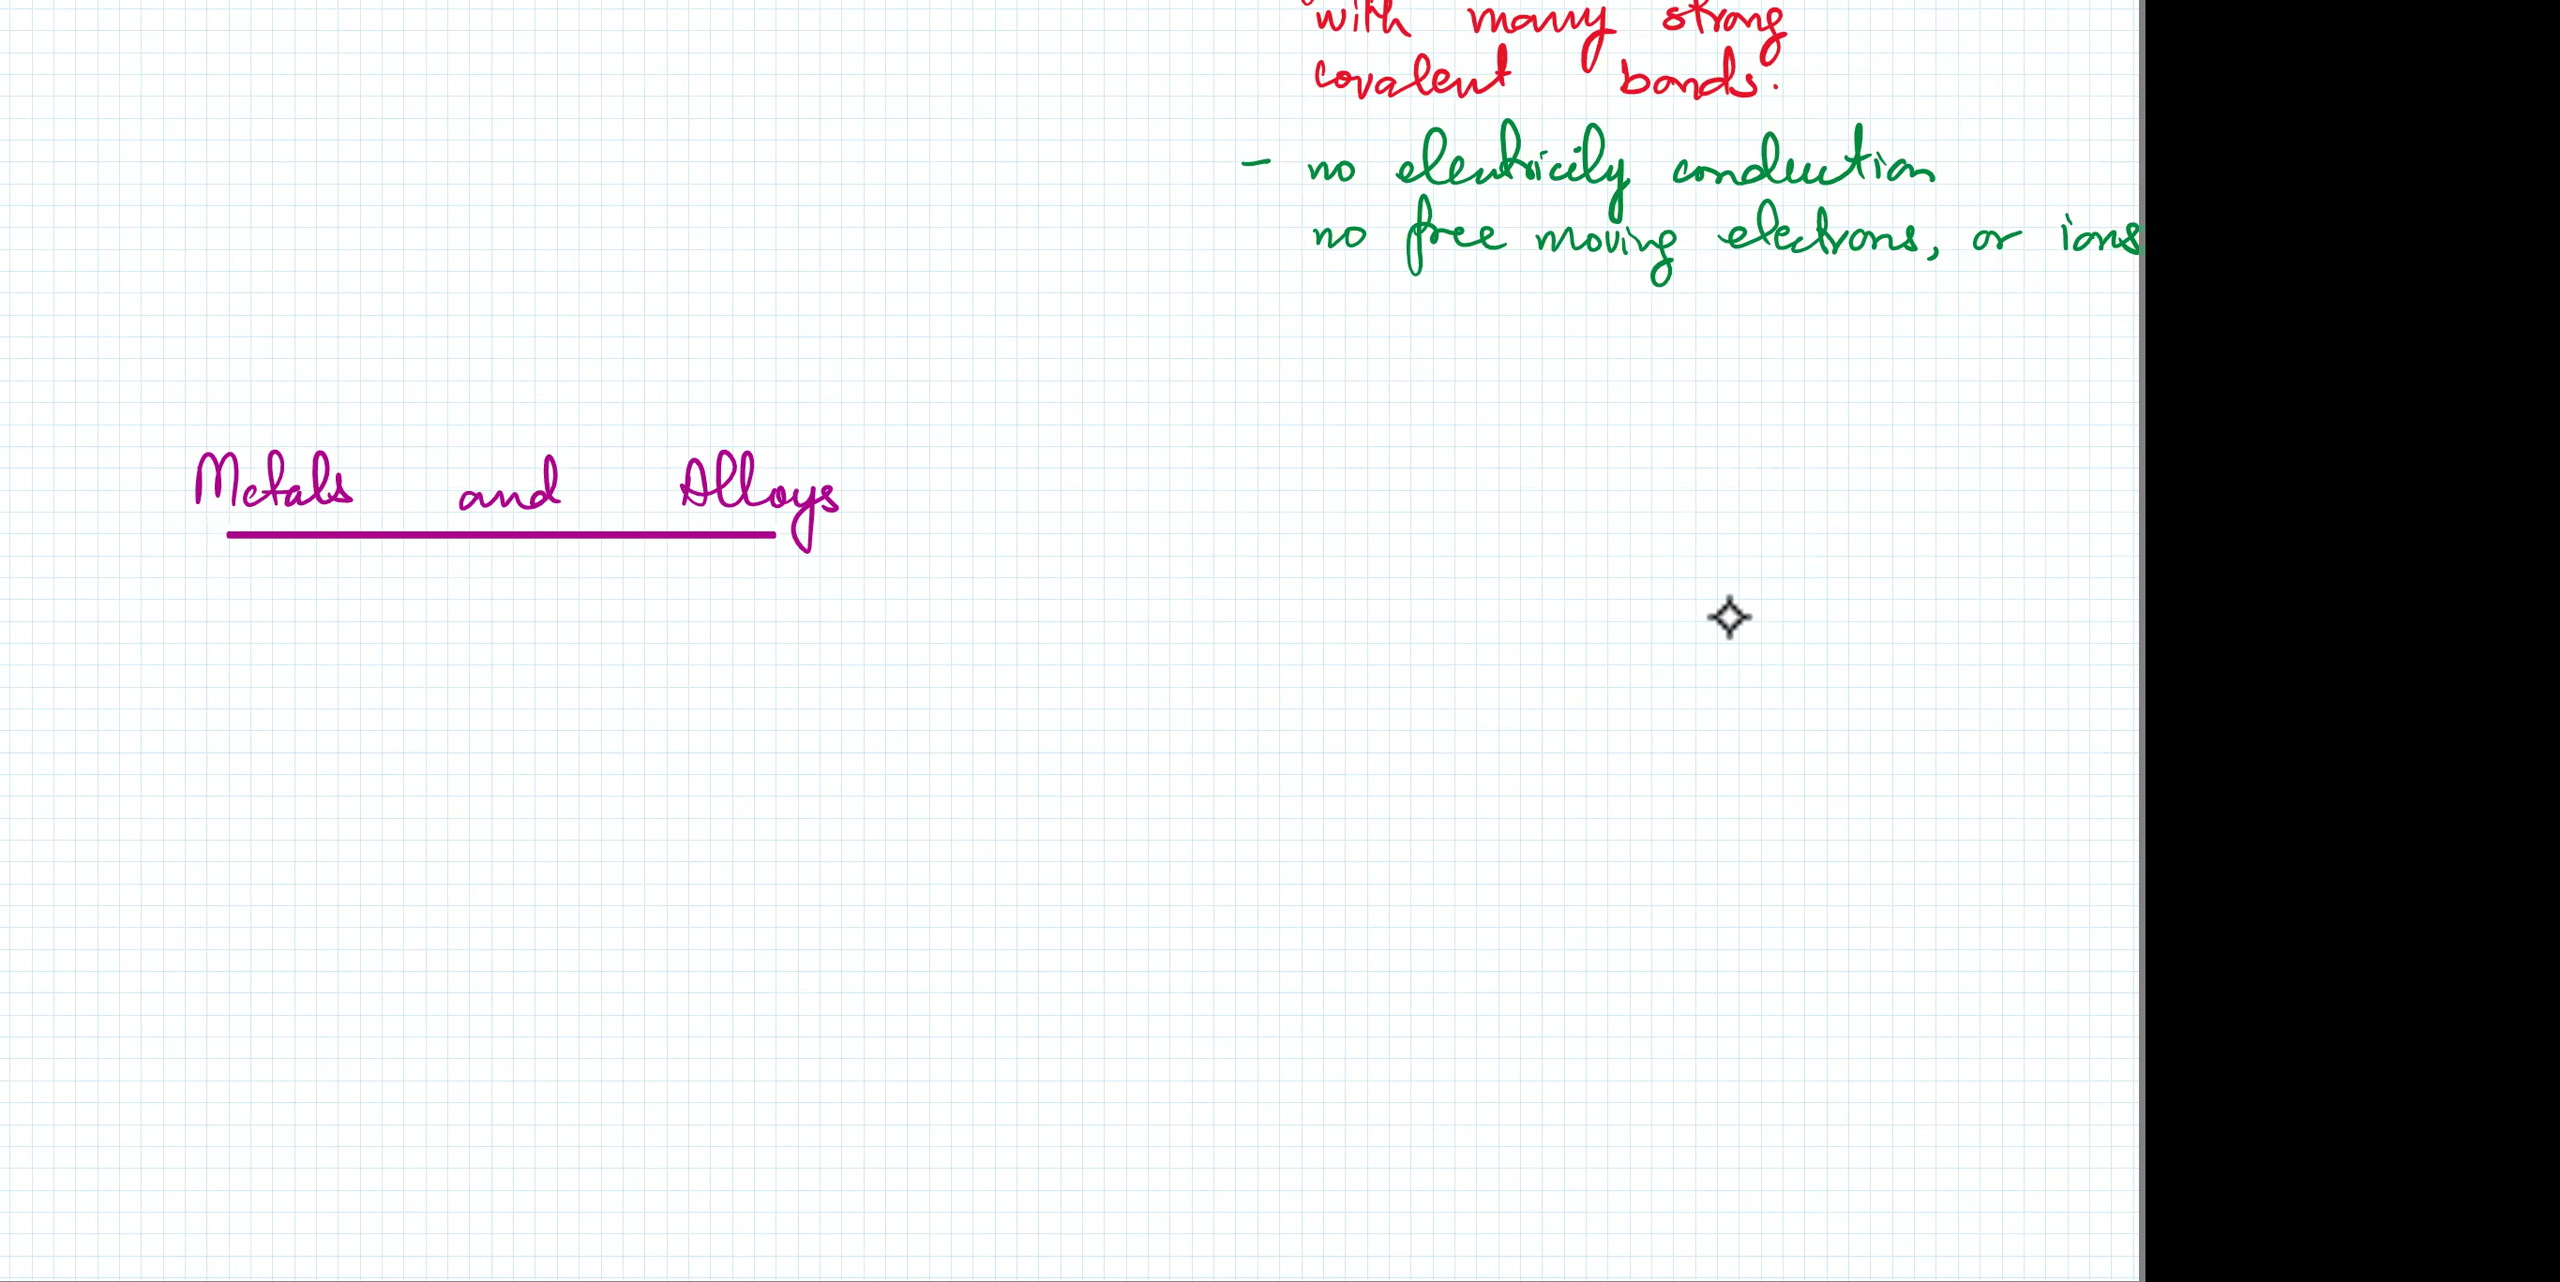 with many strong
covalent bonds.
- no electricity conduction
no free moving electrons, or ions
Metals and Alloys